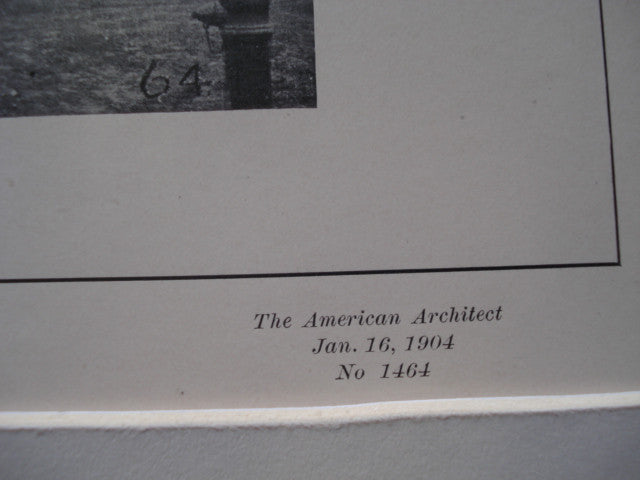 64.
The American Architect
Jan. 16, 1904
No 1464